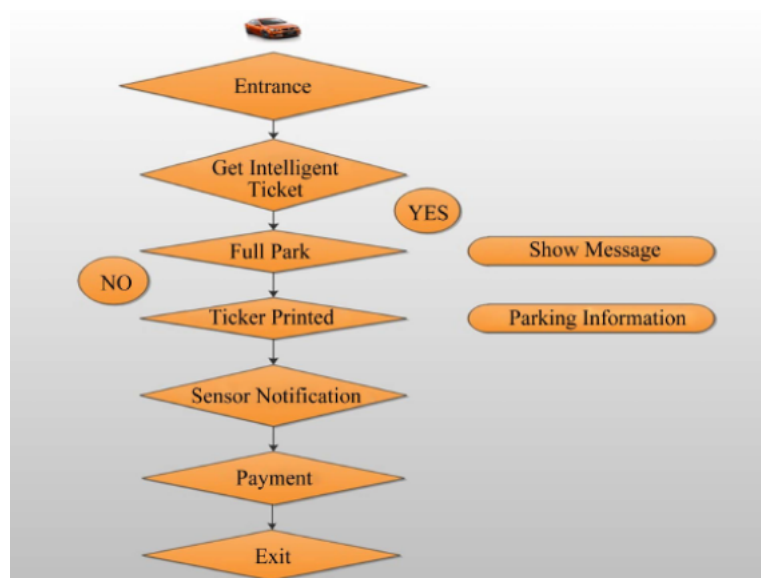 Entrance
Get Intelligent
Ticket
YES
Full Park
Show Message
NO
Ticker Printed
Parking Information
Sensor Notification
Payment
Exit